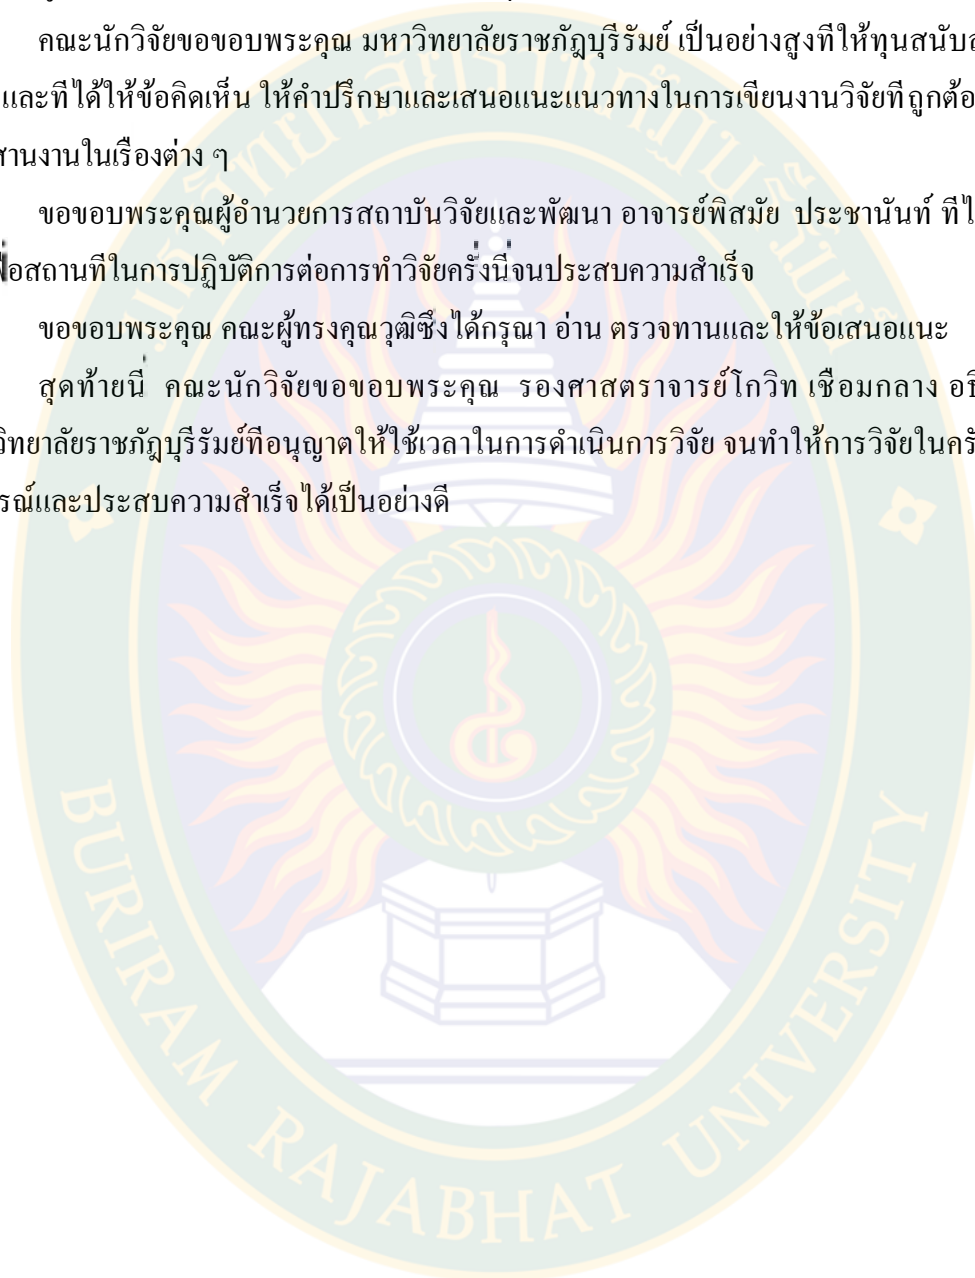 คณะนักวิจัยขอขอบพระคุณ มหาวิทยาลัยราชภัฏบุรีรัมย์ เป็นอย่างสูงที่ให้ทุนสนับส
และที่ได้ให้ข้อคิดเห็น ให้คำปรึกษาและเสนอแนะแนวทางในการเขียนงานวิจัยที่ถูกต้อ
สานงานในเรื่องต่าง ๆ
ขอขอบพระคุณผู้อำนวยการสถาบันวิจัยและพัฒนา อาจารย์พิสมัย ประชานันท์ ที่ไ
อสถานที่ในการปฏิบัติการต่อการทำวิจัยครั้งนี้จนประสบความสำเร็จ
ขอขอบพระคุณ คณะผู้ทรงคุณวุฒิซึ่งได้กรุณา อ่าน ตรวจทานและให้ข้อเสนอแนะ
สุดท้ายนี้ คณะนักวิจัยขอขอบพระคุณ รองศาสตราจารย์โกวิท เชื่อมกลาง อธิ
วิทยาลัยราชภัฏบุรีรัมย์ที่อนุญาตให้ใช้เวลาในการดำเนินการวิจัย จนทำให้การวิจัยในครั
รณ์และประสบความสำเร็จได้เป็นอย่างดี
มหาวิทยาลัยราชภัฏบุรีรัมย์
BURIRAM RAJABHAT UNIVERSITY